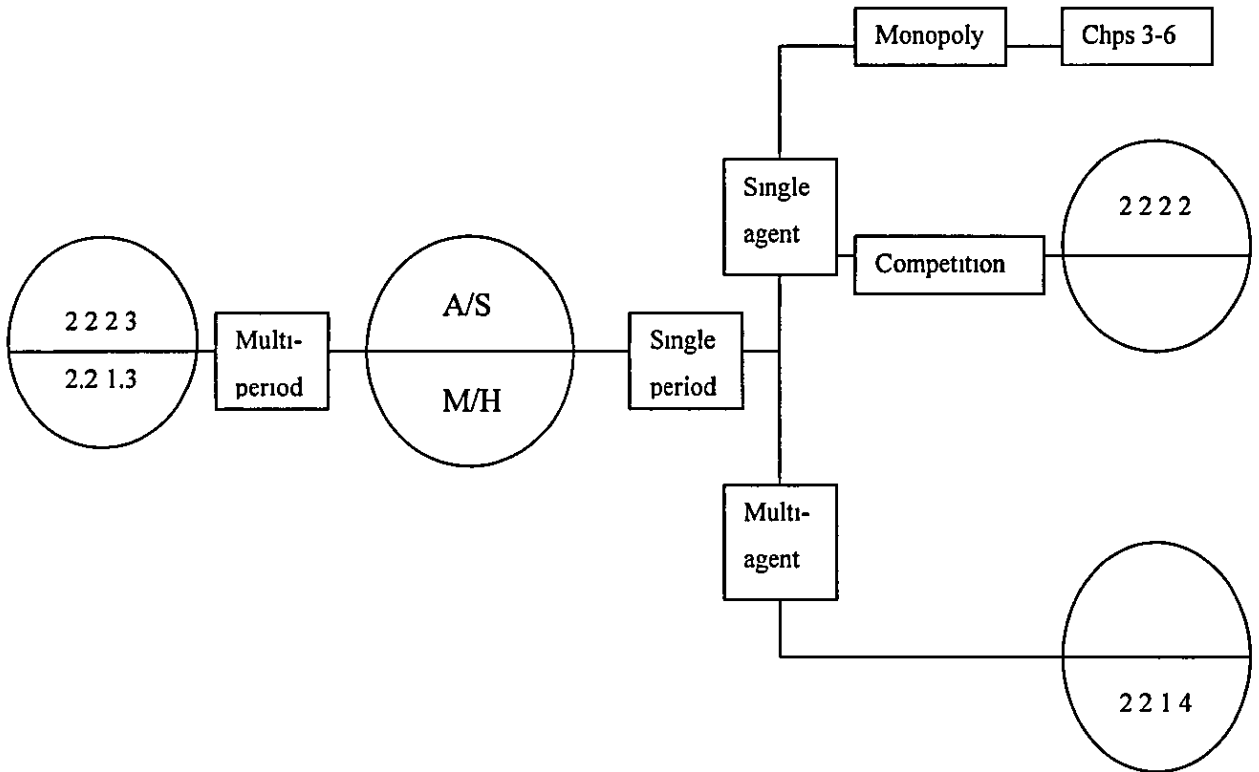 Monopoly
Chps 3-6
Single
agent
2 2 2 2
Competition
A/S
2 2 2 3
Multi-
period
Single
period
2.2 1.3
M/H
Multi-
agent
2 2 1 4